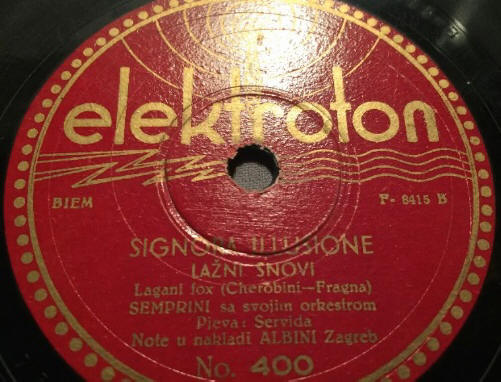 elektroton
BIEM F- 8415 B
SIGNORA ILLUSIONE
LAŽNI SNOVI
Lagani fox (Cherobini—Fragna)
SEMPRINI sa svojim orkestrom
Pjeva: Servida
Note u nakladi ALBINI Zagreb
No. 400